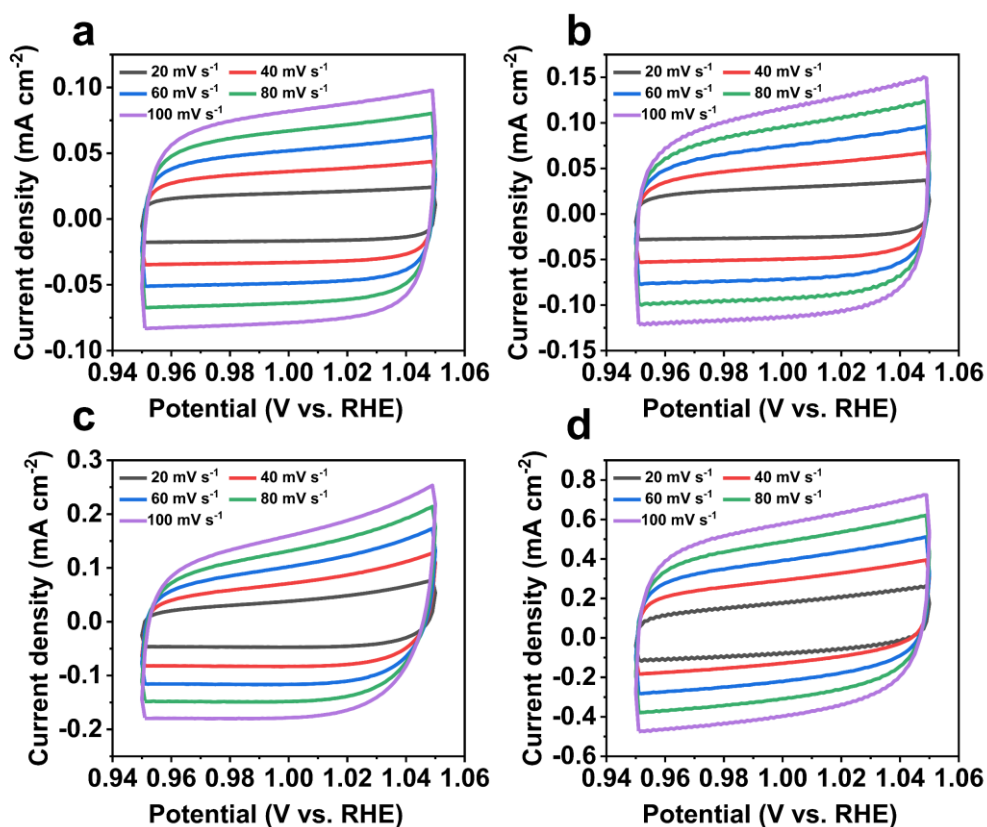 a
20 mV s⁻¹ 40 mV s⁻¹
60 mV s⁻¹ 80 mV s⁻¹
100 mV s⁻¹
Current density (mA cm⁻²)
0.10
0.05
0.00
-0.05
-0.10
0.94 0.96 0.98 1.00 1.02 1.04 1.06
Potential (V vs. RHE)
b
20 mV s⁻¹ 40 mV s⁻¹
60 mV s⁻¹ 80 mV s⁻¹
100 mV s⁻¹
Current density (mA cm⁻²)
0.15
0.10
0.05
0.00
-0.05
-0.10
-0.15
0.94 0.96 0.98 1.00 1.02 1.04 1.06
Potential (V vs. RHE)
c
20 mV s⁻¹ 40 mV s⁻¹
60 mV s⁻¹ 80 mV s⁻¹
100 mV s⁻¹
Current density (mA cm⁻²)
0.3
0.2
0.1
0.0
-0.1
-0.2
0.94 0.96 0.98 1.00 1.02 1.04 1.06
Potential (V vs. RHE)
d
20 mV s⁻¹ 40 mV s⁻¹
60 mV s⁻¹ 80 mV s⁻¹
100 mV s⁻¹
Current density (mA cm⁻²)
0.8
0.6
0.4
0.2
0.0
-0.2
-0.4
-0.6
0.94 0.96 0.98 1.00 1.02 1.04 1.06
Potential (V vs. RHE)